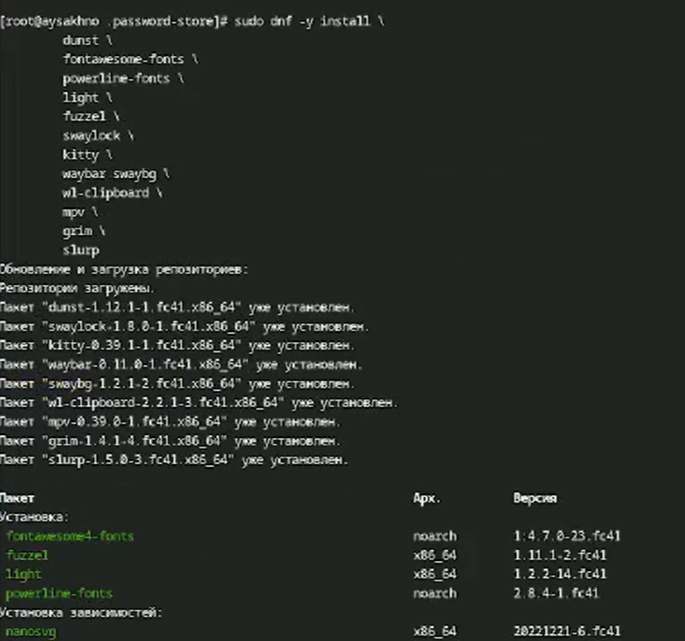 [root@aysakhno .password-store]# sudo dnf -y install \
dunst \
fontawesome-fonts \
powerline-fonts \
light \
fuzzel \
swaylock \
kitty \
waybar swaybg \
wl-clipboard \
mpv \
grim \
slurp
Обновление и загрузка репозиториев:
Репозитории загружены.
Пакет "dunst-1.12.1-1.fc41.x86_64" уже установлен.
Пакет "swaylock-1.8.0-1.fc41.x86_64" уже установлен.
Пакет "kitty-0.39.1-1.fc41.x86_64" уже установлен.
Пакет "waybar-0.11.0-1.fc41.x86_64" уже установлен.
Пакет "swaybg-1.2.1-2.fc41.x86_64" уже установлен.
Пакет "wl-clipboard-2.2.1-3.fc41.x86_64" уже установлен.
Пакет "mpv-0.39.0-1.fc41.x86_64" уже установлен.
Пакет "grim-1.4.1-4.fc41.x86_64" уже установлен.
Пакет "slurp-1.5.0-3.fc41.x86_64" уже установлен.
Пакет Арх. Версия
Установка:
fontawesome4-fonts noarch 1:4.7.0-23.fc41
fuzzel x86_64 1.11.1-2.fc41
light x86_64 1.2.2-14.fc41
powerline-fonts noarch 2.8.4-1.fc41
Установка зависимостей:
nanosvg x86_64 20221221-6.fc41